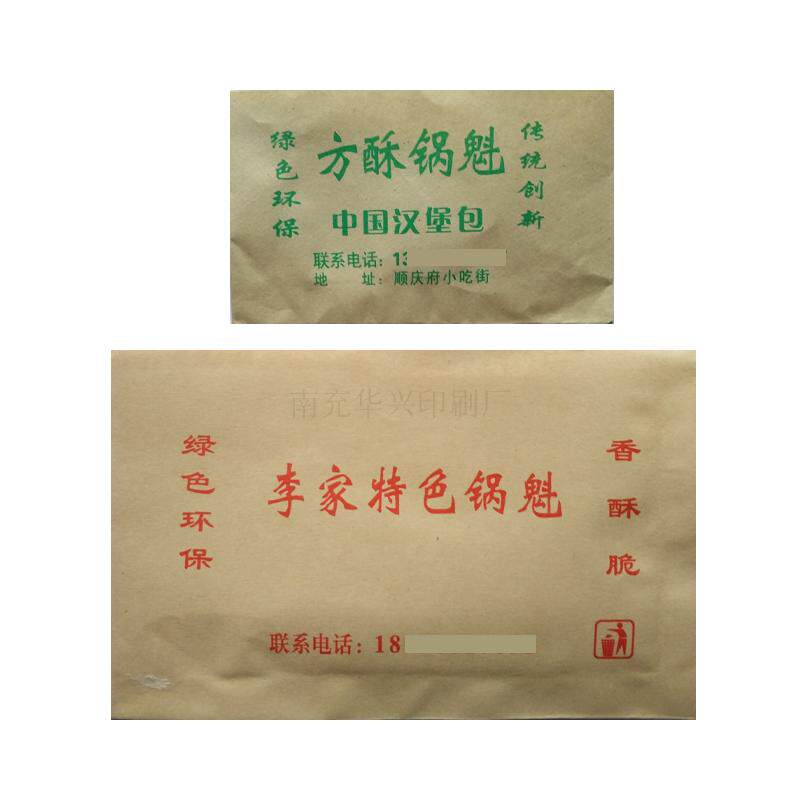 绿色环保
方酥锅魁
传统创新
中国汉堡包
联系电话：13
地　　址：顺庆府小吃街
南充华兴印刷厂
绿色环保
李家特色锅魁
香酥脆
联系电话：18